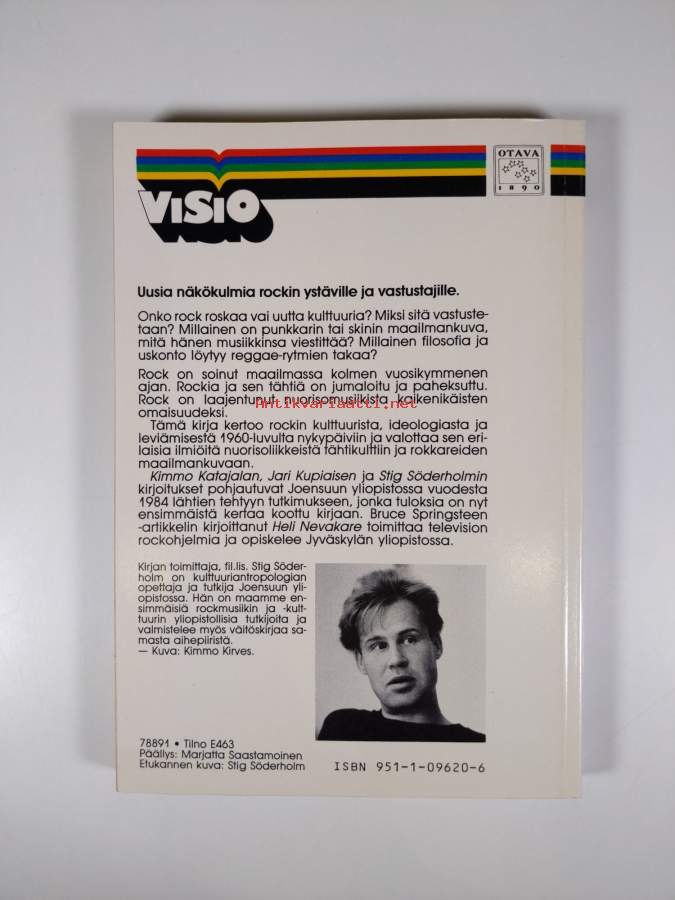 OTAVA
1890
VISIO
Uusia näkökulmia rockin ystäville ja vastustajille.
Onko rock roskaa vai uutta kulttuuria? Miksi sitä vastuste-
taan? Millainen on punkkarin tai skinin maailmankuva,
mitä hänen musiikkinsa viestittää? Millainen filosofia ja
uskonto löytyy reggae-rytmien takaa?
Rock on soinut maailmassa kolmen vuosikymmenen
ajan. Rockia ja sen tähtiä on jumaloitu ja paheksuttu.
Rock on laajentunut nuorisomusiikista kaikenikäisten
Antikvariaatti.net
omaisuudeksi.
Tämä kirja kertoo rockin kulttuurista, ideologiasta ja
leviämisestä 1960-luvulta nykypäiviin ja valottaa sen eri-
laisia ilmiöitä nuorisoliikkeistä tähtikulttiin ja rokkareiden
maailmankuvaan.
Kimmo Katajalan, Jari Kupiaisen ja Stig Söderholmin
kirjoitukset pohjautuvat Joensuun yliopistossa vuodesta
1984 lähtien tehtyyn tutkimukseen, jonka tuloksia on nyt
ensimmäistä kertaa koottu kirjaan. Bruce Springsteen
-artikkelin kirjoittanut Heli Nevakare toimittaa television
rockohjelmia ja opiskelee Jyväskylän yliopistossa.
Kirjan toimittaja, fil.lis. Stig Söder-
holm on kulttuuriantropologian
opettaja ja tutkija Joensuun yli-
opistossa. Hän on maamme en-
simmäisiä rockmusiikin ja -kult-
tuurin yliopistollisia tutkijoita ja
valmistelee myös väitöskirjaa sa-
masta aihepiiristä.
— Kuva: Kimmo Kirves.
78891 • Tilno E463
Päällys: Marjatta Saastamoinen
Etukannen kuva: Stig Söderholm
ISBN 951-1-09620-6